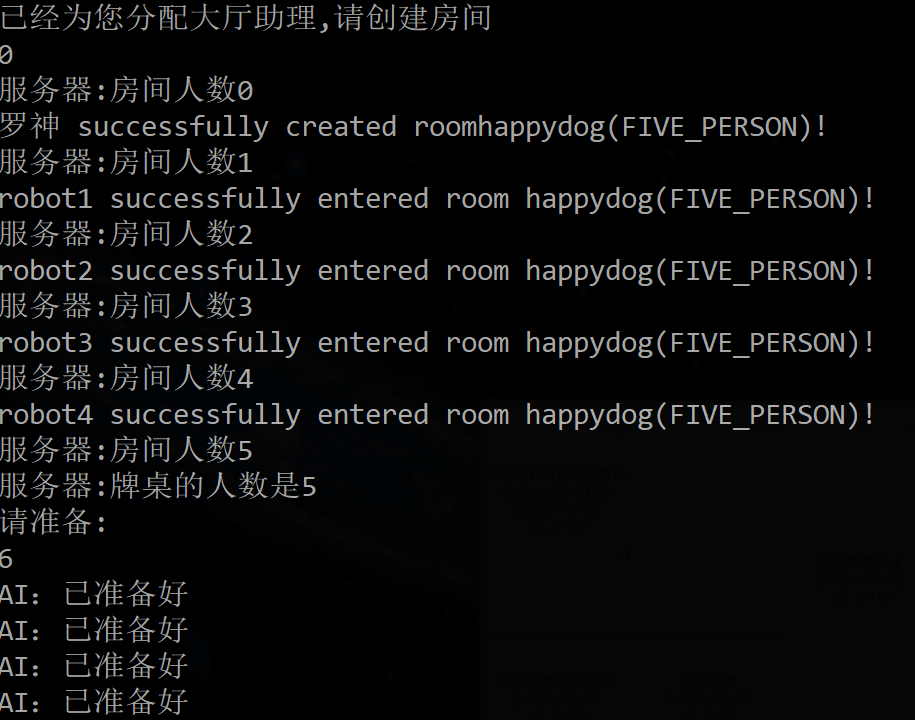 已经为您分配大厅助理,请创建房间
0
服务器:房间人数0
罗神 successfully created roomhappydog(FIVE_PERSON)!
服务器:房间人数1
robot1 successfully entered room happydog(FIVE_PERSON)!
服务器:房间人数2
robot2 successfully entered room happydog(FIVE_PERSON)!
服务器:房间人数3
robot3 successfully entered room happydog(FIVE_PERSON)!
服务器:房间人数4
robot4 successfully entered room happydog(FIVE_PERSON)!
服务器:房间人数5
服务器:牌桌的人数是5
请准备:
6
AI: 已准备好
AI: 已准备好
AI: 已准备好
AI: 已准备好